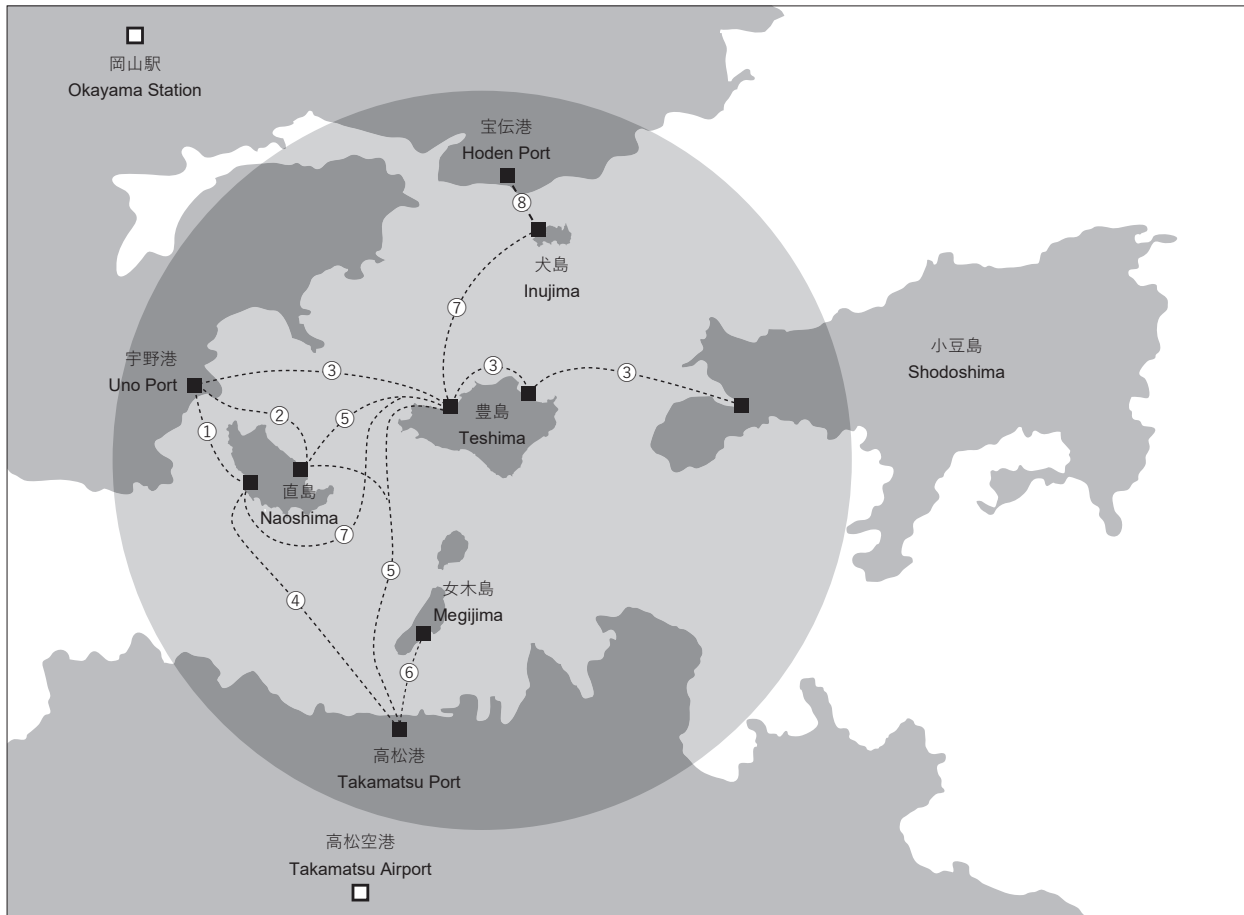 岡山駅
Okayama Station
宝伝港
Hoden Port
⑧
犬島
Inujima
⑦
宇野港
Uno Port
③
③
③
小豆島
Shodoshima
②
⑤
①
豊島
Teshima
直島
Naoshima
⑦
⑤
④
女木島
Megijima
⑥
高松港
Takamatsu Port
高松空港
Takamatsu Airport